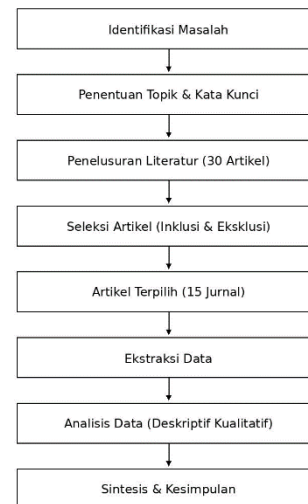 Identifikasi Masalah
Penentuan Topik & Kata Kunci
Penelusuran Literatur (30 Artikel)
Seleksi Artikel (Inklusi & Eksklusi)
Artikel Terpilih (15 Jurnal)
Ekstraksi Data
Analisis Data (Deskriptif Kualitatif)
Sintesis & Kesimpulan